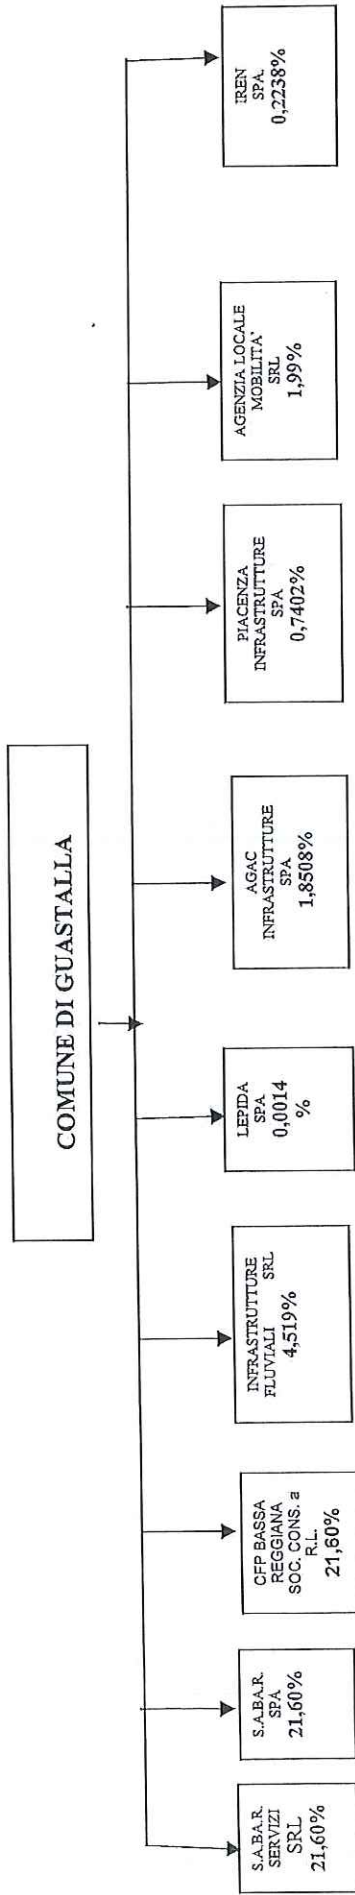 COMUNE DI GUASTALLA
S.A.BA.R.
SERVIZI
SRL
21,60%
S.A.BA.R.
SPA
21,60%
CFP BASSA
REGGIANA
SOC. CONS. a
R.L.
21,60%
INFRASTRUTTURE
FLUVIALI SRL
4,519%
LEPIDA
SPA
0,0014
%
AGAC
INFRASTRUTTURE
SPA
1,8508%
PIACENZA
INFRASTRUTTURE
SPA
0,7402%
AGENZIA LOCALE
MOBILITA'
SRL
1,99%
IREN
SPA.
0,2238%